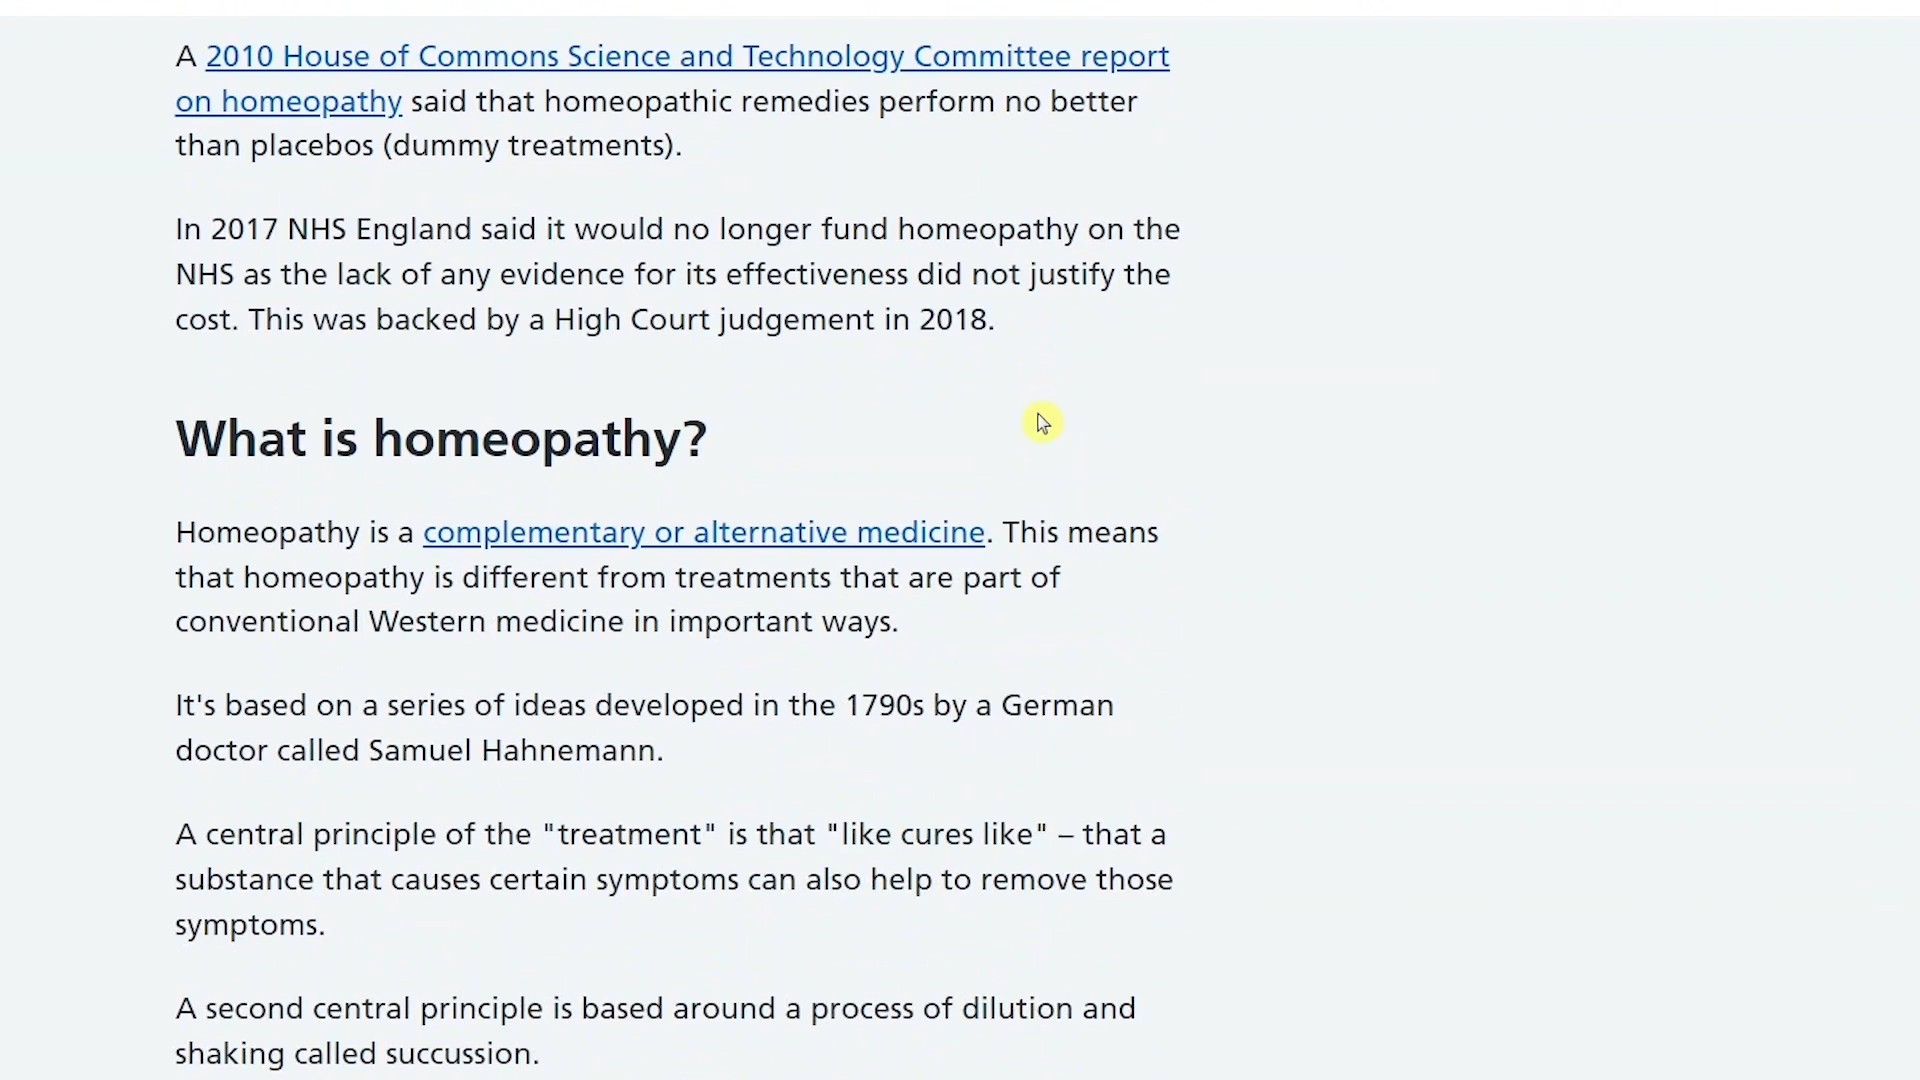 A 2010 House of Commons Science and Technology Committee report
on homeopathy said that homeopathic remedies perform no better
than placebos (dummy treatments).
In 2017 NHS England said it would no longer fund homeopathy on the
NHS as the lack of any evidence for its effectiveness did not justify the
cost. This was backed by a High Court judgement in 2018.
What is homeopathy?
Homeopathy is a complementary or alternative medicine. This means
that homeopathy is different from treatments that are part of
conventional Western medicine in important ways.
It's based on a series of ideas developed in the 1790s by a German
doctor called Samuel Hahnemann.
A central principle of the "treatment" is that "like cures like" – that a
substance that causes certain symptoms can also help to remove those
symptoms.
A second central principle is based around a process of dilution and
shaking called succussion.